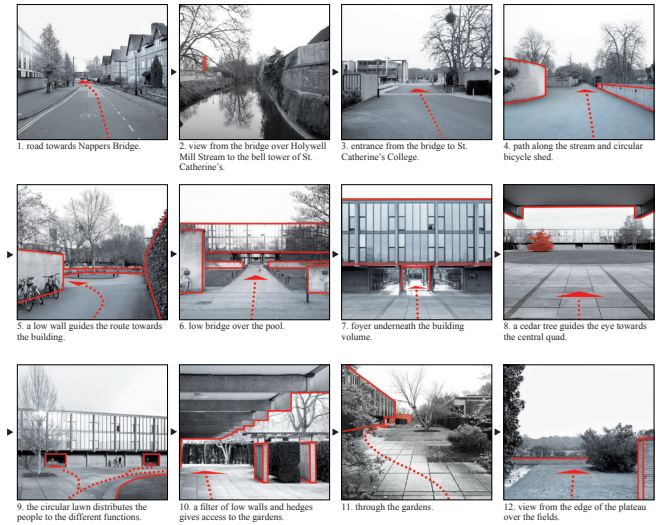 1. road towards Nappers Bridge.
2. view from the bridge over Holywell
Mill Stream to the bell tower of St.
Catherine's.
3. entrance from the bridge to St.
Catherine's College.
4. path along the stream and circular
bicycle shed.
5. a low wall guides the route towards
the building.
6. low bridge over the pool.
7. foyer underneath the building
volume.
8. a cedar tree guides the eye towards
the central quad.
9. the circular lawn distributes the
people to the different functions.
10. a filter of low walls and hedges
gives access to the gardens.
11. through the gardens.
12. view from the edge of the plateau
over the fields.